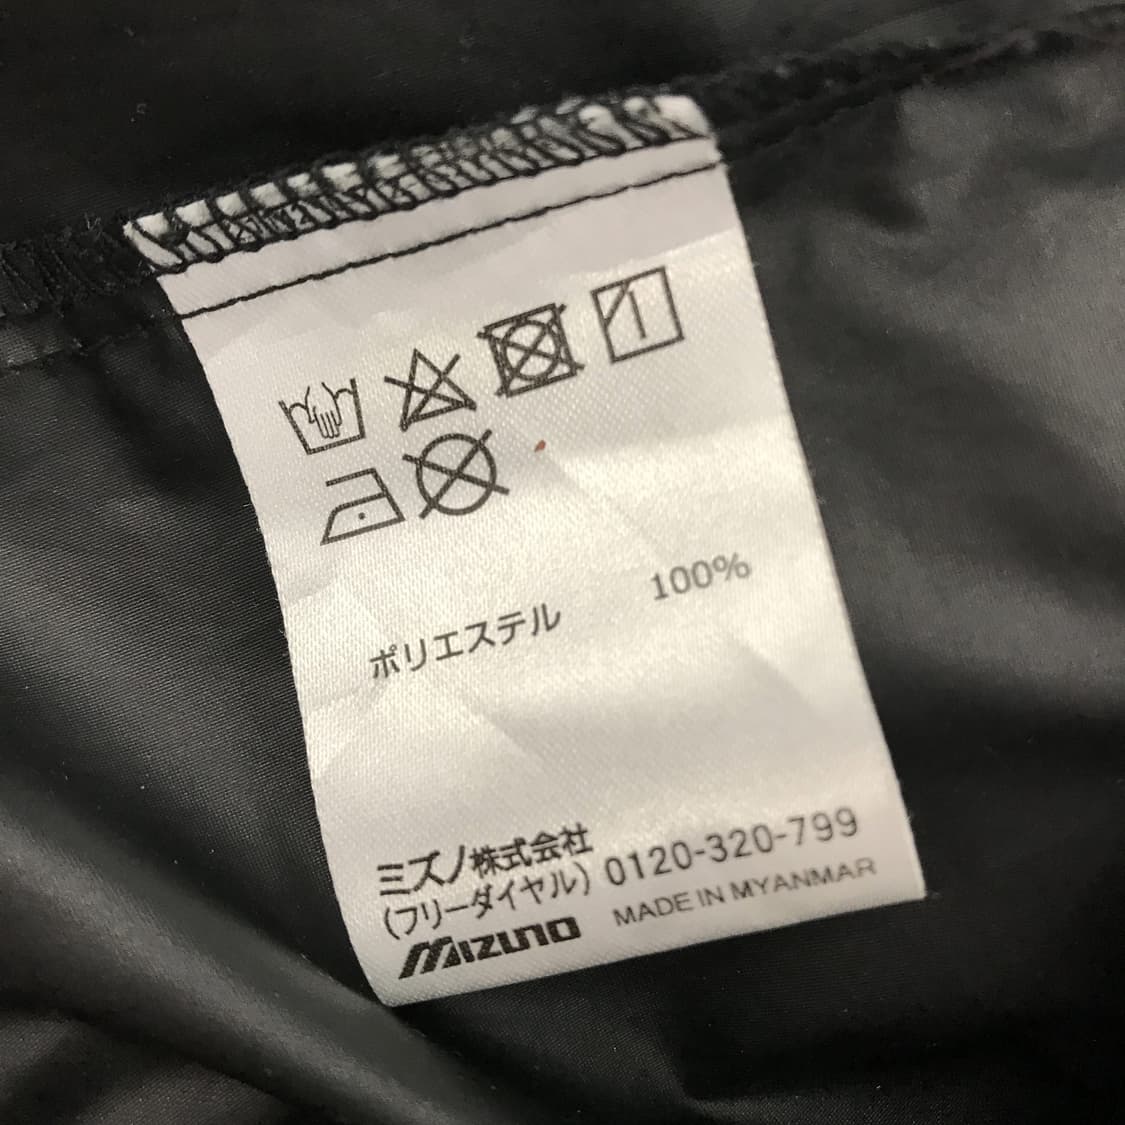 ポリエステル 100%
ミズノ株式会社
(フリーダイヤル) 0120-320-799
MIZUNO MADE IN MYANMAR